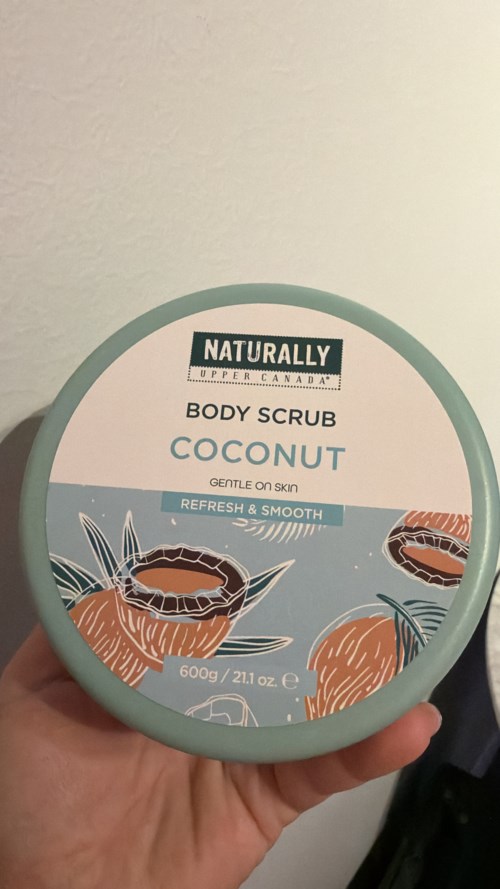 NATURALLY
UPPER CANADA®
BODY SCRUB
COCONUT
GENTLE ON SKIN
REFRESH & SMOOTH
600g / 21.1 oz. ℮